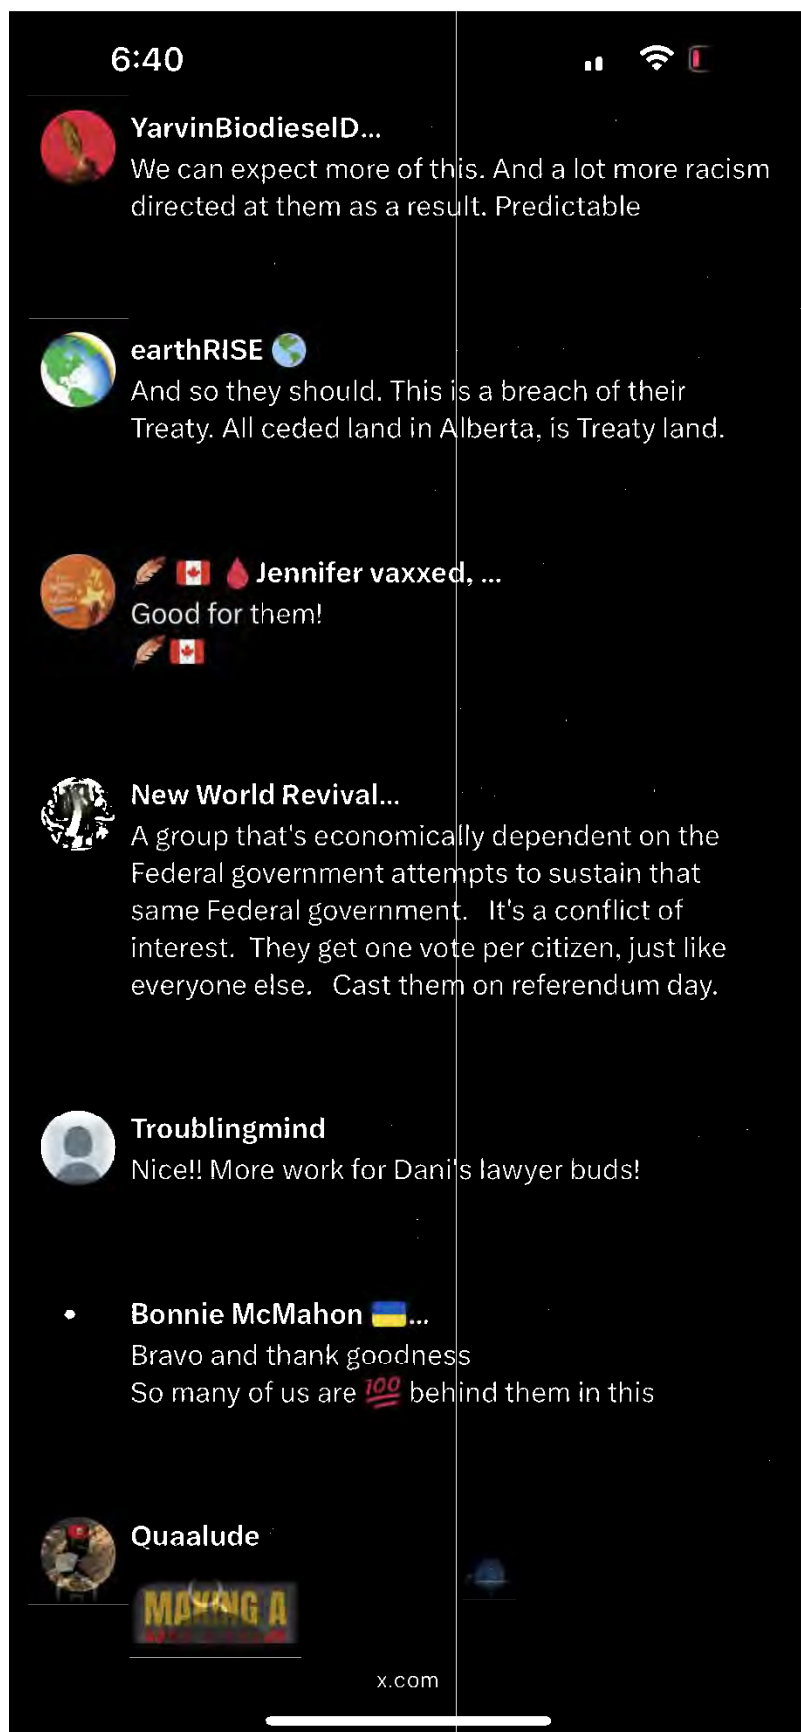 6:40
YarvinBiodieselD...
We can expect more of this. And a lot more racism
directed at them as a result. Predictable
earthRISE 🌎
And so they should. This is a breach of their
Treaty. All ceded land in Alberta, is Treaty land.
🪶 🇨🇦 🩸Jennifer vaxxed, ...
Good for them!
🪶🇨🇦
New World Revival...
A group that's economically dependent on the
Federal government attempts to sustain that
same Federal government.   It's a conflict of
interest.  They get one vote per citizen, just like
everyone else.   Cast them on referendum day.
Troublingmind
Nice!! More work for Dani's lawyer buds!
Bonnie McMahon 🇺🇦...
Bravo and thank goodness
So many of us are 💯 behind them in this
Quaalude
MAKING A
x.com